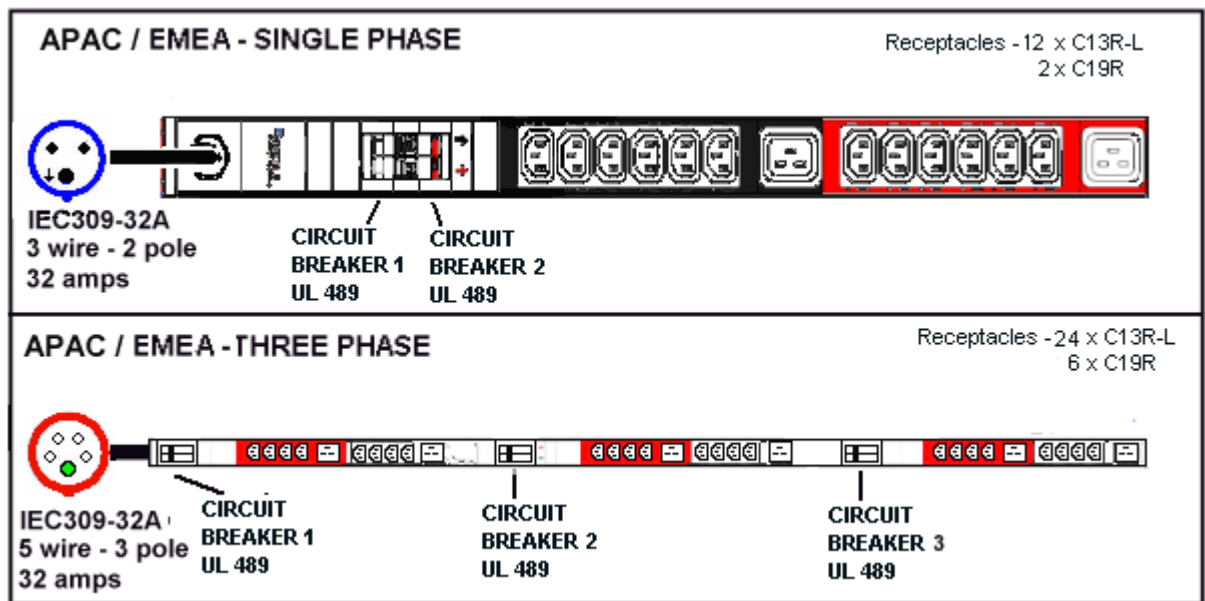 APAC / EMEA - SINGLE PHASE
Receptacles -12 x C13R-L
2 x C19R
IEC309-32A
3 wire - 2 pole
32 amps
CIRCUIT
BREAKER 1
UL 489
CIRCUIT
BREAKER 2
UL 489
APAC / EMEA -THREE PHASE
Receptacles -24 x C13R-L
6 x C19R
IEC309-32A
5 wire - 3 pole
32 amps
CIRCUIT
BREAKER 1
UL 489
CIRCUIT
BREAKER 2
UL 489
CIRCUIT
BREAKER 3
UL 489